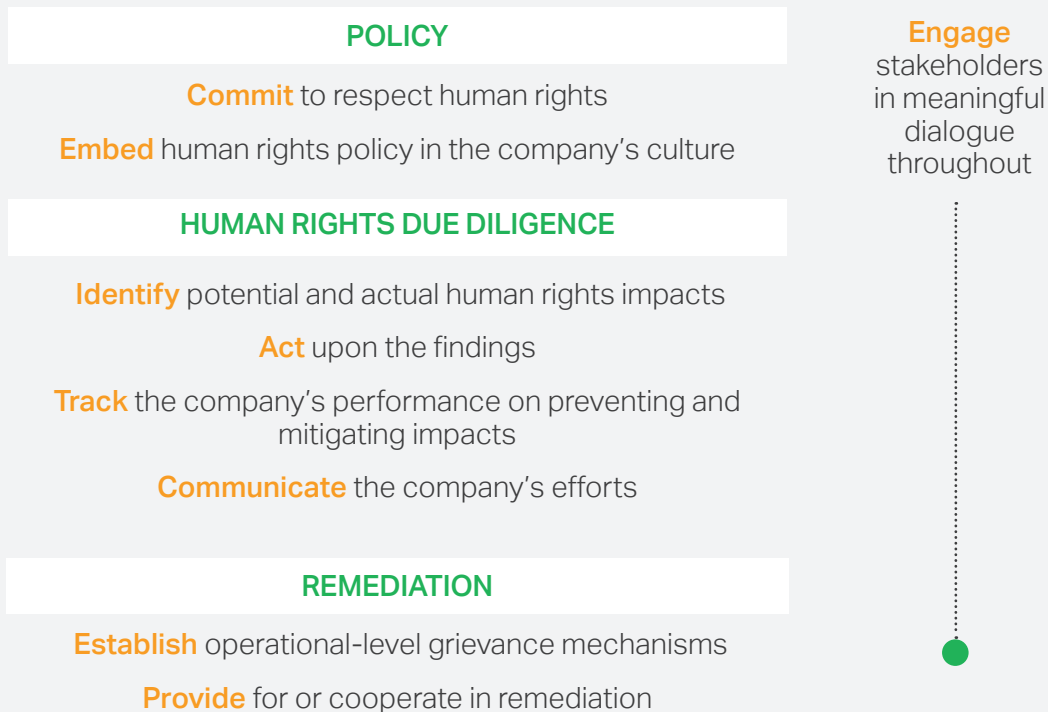 POLICY
Commit to respect human rights
Embed human rights policy in the company's culture
HUMAN RIGHTS DUE DILIGENCE
Identify potential and actual human rights impacts
Act upon the findings
Track the company's performance on preventing and
mitigating impacts
Communicate the company's efforts
REMEDIATION
Establish operational-level grievance mechanisms
Provide for or cooperate in remediation
Engage
stakeholders
in meaningful
dialogue
throughout